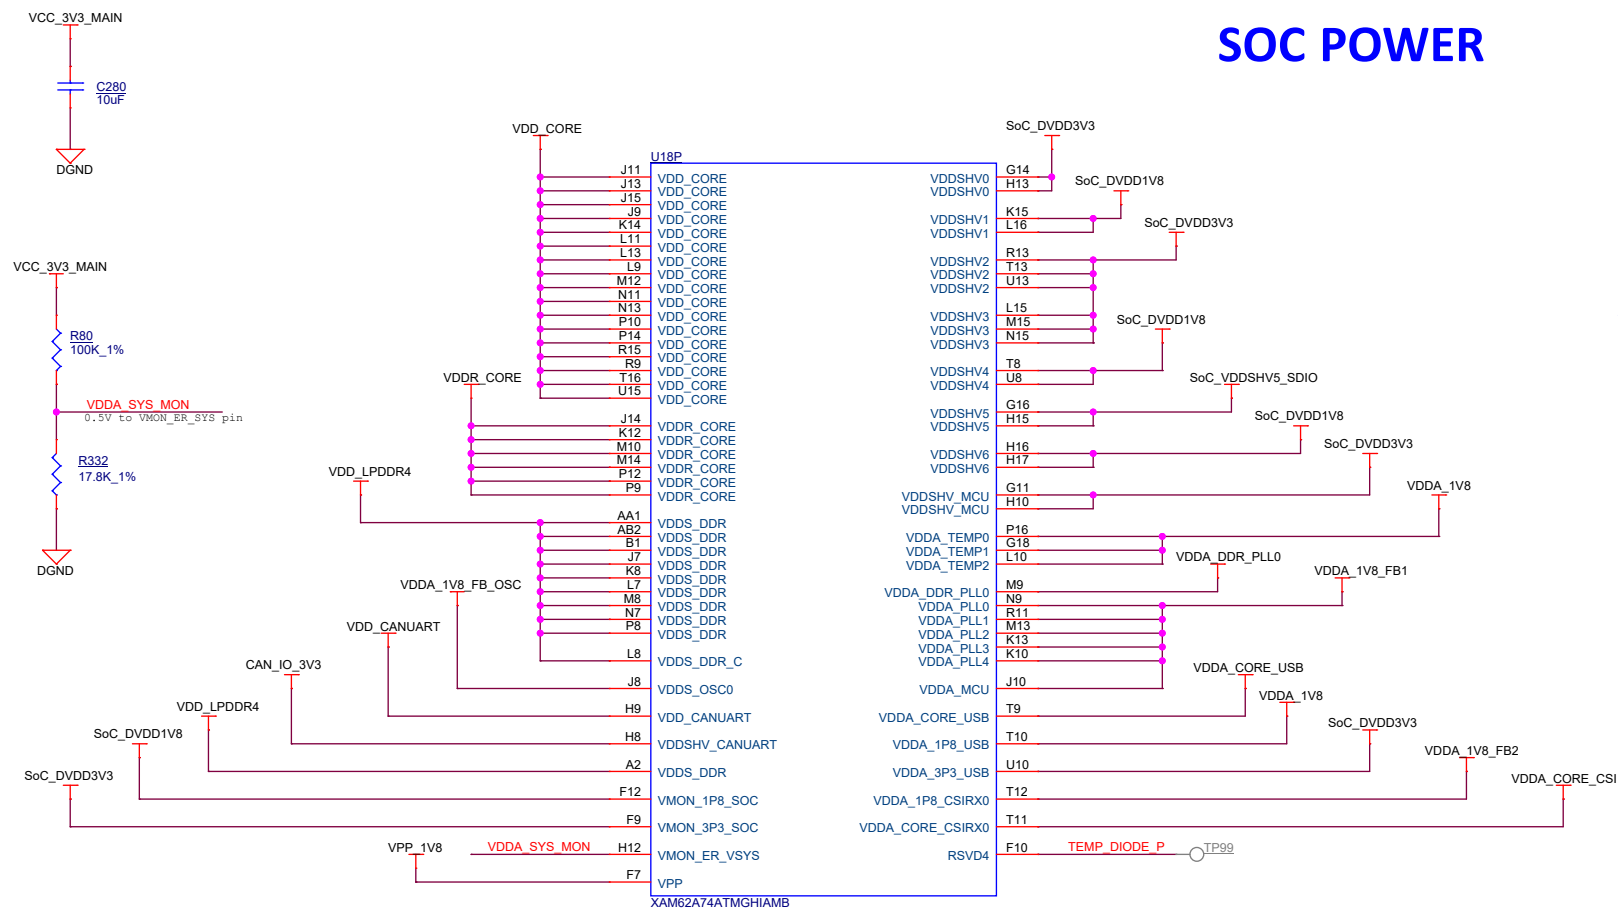 SOC POWER
VCC_3V3_MAIN
C280
10uF
DGND
VCC_3V3_MAIN
R80
100K_1%
VDDA_SYS_MON
0.5V to VMON_ER_SYS pin
R332
17.8K_1%
DGND
VDD_CORE
VDDR_CORE
VDD_LPDDR4
VDDA_1V8_FB_OSC
VDD_CANUART
CAN_IO_3V3
VDD_LPDDR4
SoC_DVDD1V8
SoC_DVDD3V3
VPP_1V8
VDDA_SYS_MON
U18P
J11 VDD_CORE
J13 VDD_CORE
J15 VDD_CORE
J9 VDD_CORE
K14 VDD_CORE
L11 VDD_CORE
L13 VDD_CORE
L9 VDD_CORE
M12 VDD_CORE
N11 VDD_CORE
N13 VDD_CORE
P10 VDD_CORE
P14 VDD_CORE
R15 VDD_CORE
R9 VDD_CORE
T16 VDD_CORE
U15 VDD_CORE
J14 VDDR_CORE
K12 VDDR_CORE
M10 VDDR_CORE
M14 VDDR_CORE
P12 VDDR_CORE
P9 VDDR_CORE
AA1 VDDS_DDR
AB2 VDDS_DDR
B1 VDDS_DDR
J7 VDDS_DDR
K8 VDDS_DDR
L7 VDDS_DDR
M8 VDDS_DDR
N7 VDDS_DDR
P8 VDDS_DDR
L8 VDDS_DDR_C
J8 VDDS_OSC0
H9 VDD_CANUART
H8 VDDSHV_CANUART
A2 VDDS_DDR
F12 VMON_1P8_SOC
F9 VMON_3P3_SOC
H12 VMON_ER_VSYS
F7 VPP
VDDSHV0 G14
VDDSHV0 H13
VDDSHV1 K15
VDDSHV1 L16
VDDSHV2 R13
VDDSHV2 T13
VDDSHV2 U13
VDDSHV3 L15
VDDSHV3 M15
VDDSHV3 N15
VDDSHV4 T8
VDDSHV4 U8
VDDSHV5 G16
VDDSHV5 H15
VDDSHV6 H16
VDDSHV6 H17
VDDSHV_MCU G11
VDDSHV_MCU H10
VDDA_TEMP0 P16
VDDA_TEMP1 G18
VDDA_TEMP2 L10
VDDA_DDR_PLL0 M9
VDDA_PLL0 N9
VDDA_PLL1 R11
VDDA_PLL2 M13
VDDA_PLL3 K13
VDDA_PLL4 K10
VDDA_MCU J10
VDDA_CORE_USB T9
VDDA_1P8_USB T10
VDDA_3P3_USB U10
VDDA_1P8_CSIRX0 T12
VDDA_CORE_CSIRX0 T11
RSVD4 F10
XAM62A74ATMGHIAMB
SoC_DVDD3V3
SoC_DVDD1V8
SoC_DVDD3V3
SoC_DVDD1V8
SoC_VDDSHV5_SDIO
SoC_DVDD1V8
SoC_DVDD3V3
VDDA_1V8
VDDA_DDR_PLL0
VDDA_1V8_FB1
VDDA_CORE_USB
VDDA_1V8
SoC_DVDD3V3
VDDA_1V8_FB2
VDDA_CORE_CSI
TEMP_DIODE_P
TP99